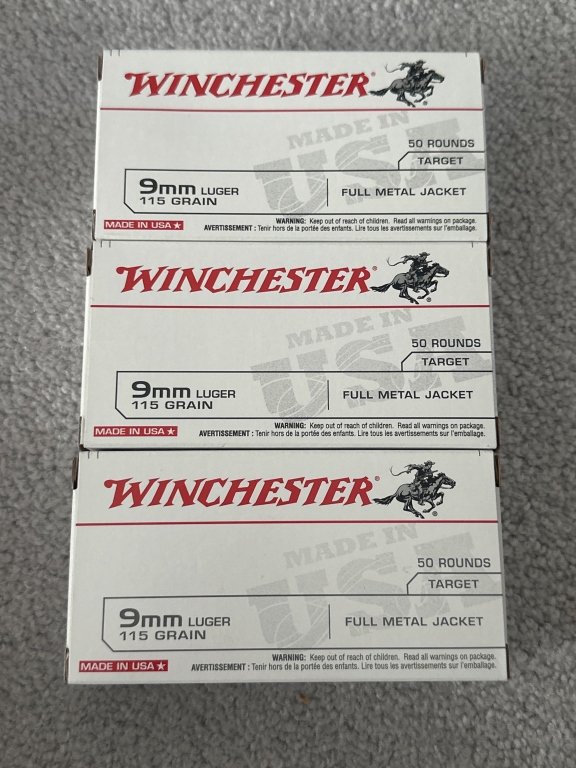 WINCHESTER®
MADE IN
USA
50 ROUNDS
TARGET
9mm LUGER
115 GRAIN
FULL METAL JACKET
MADE IN USA★
WARNING: Keep out of reach of children. Read all warnings on package.
AVERTISSEMENT : Tenir hors de la portée des enfants. Lire tous les avertissements sur l'emballage.
WINCHESTER®
MADE IN
USA
50 ROUNDS
TARGET
9mm LUGER
115 GRAIN
FULL METAL JACKET
MADE IN USA★
WARNING: Keep out of reach of children. Read all warnings on package.
AVERTISSEMENT : Tenir hors de la portée des enfants. Lire tous les avertissements sur l'emballage.
WINCHESTER®
MADE IN
USA
50 ROUNDS
TARGET
9mm LUGER
115 GRAIN
FULL METAL JACKET
MADE IN USA★
WARNING: Keep out of reach of children. Read all warnings on package.
AVERTISSEMENT : Tenir hors de la portée des enfants. Lire tous les avertissements sur l'emballage.